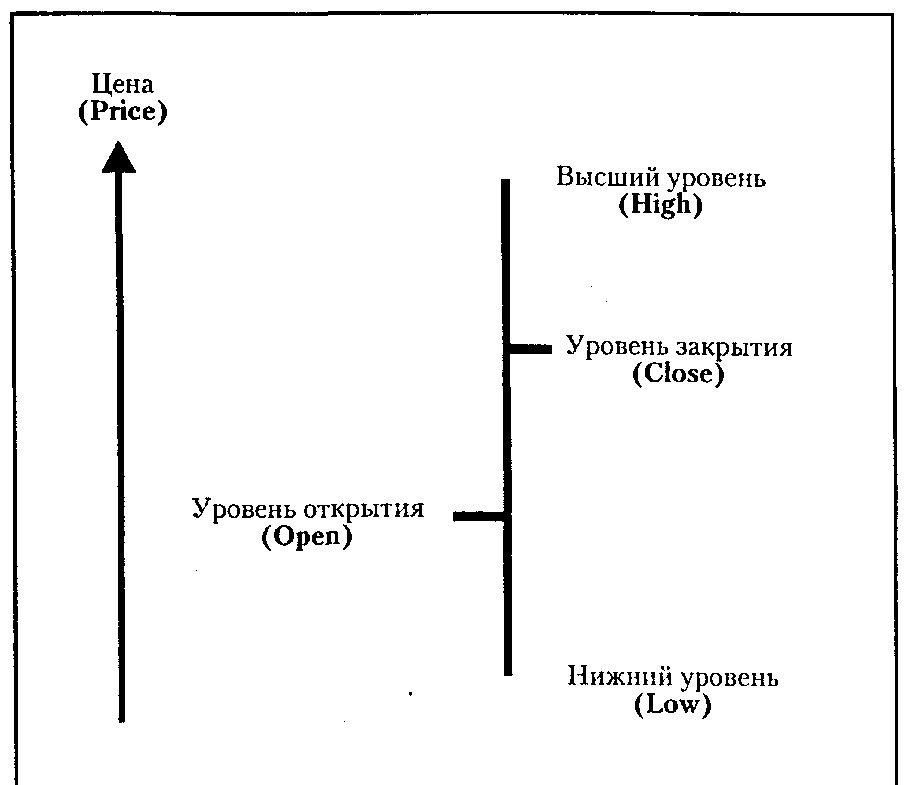 Цена
(Price)
Высший уровень
(High)
Уровень закрытия
(Close)
Уровень открытия
(Open)
Нижний уровень
(Low)